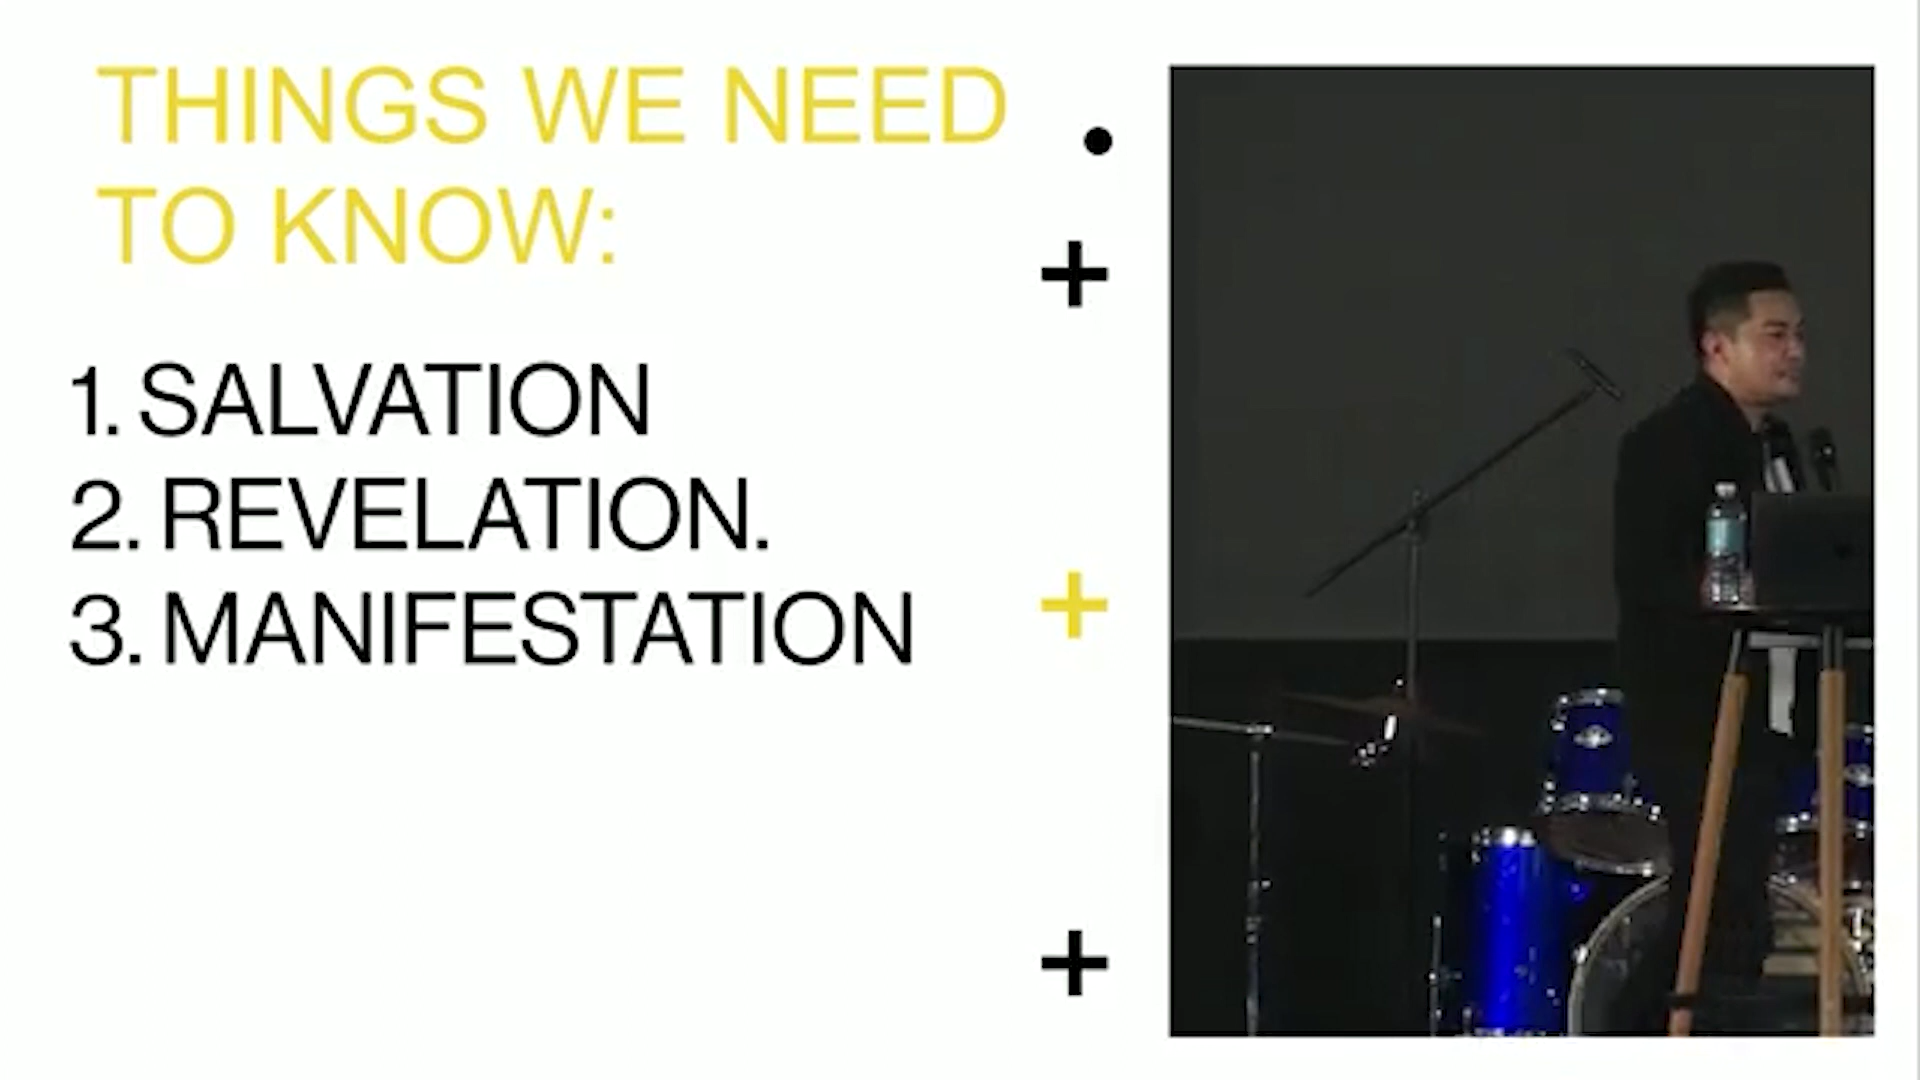 THINGS WE NEED
TO KNOW:
1. SALVATION
2. REVELATION.
3. MANIFESTATION